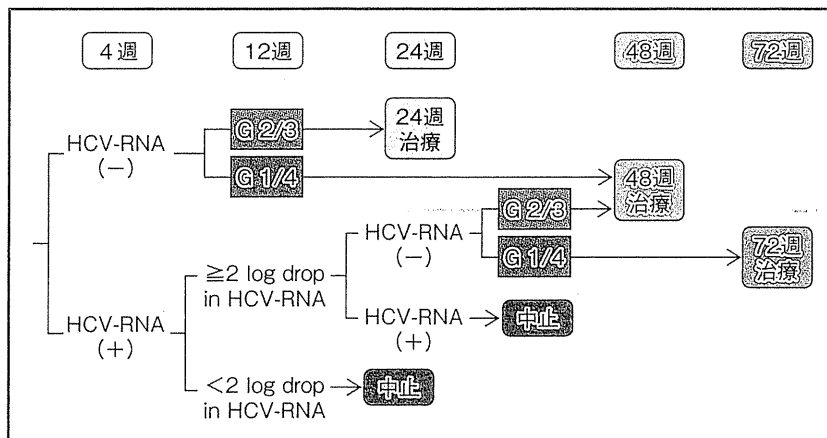 4週 12週 24週 48週 72週
HCV-RNA
(−)
G 2/3
24週
治療
G 1/4
48週
治療
HCV-RNA
(+)
≧2 log drop
in HCV-RNA
HCV-RNA
(−)
G 2/3
G 1/4
72週
治療
HCV-RNA
(+)
中止
<2 log drop
in HCV-RNA
中止